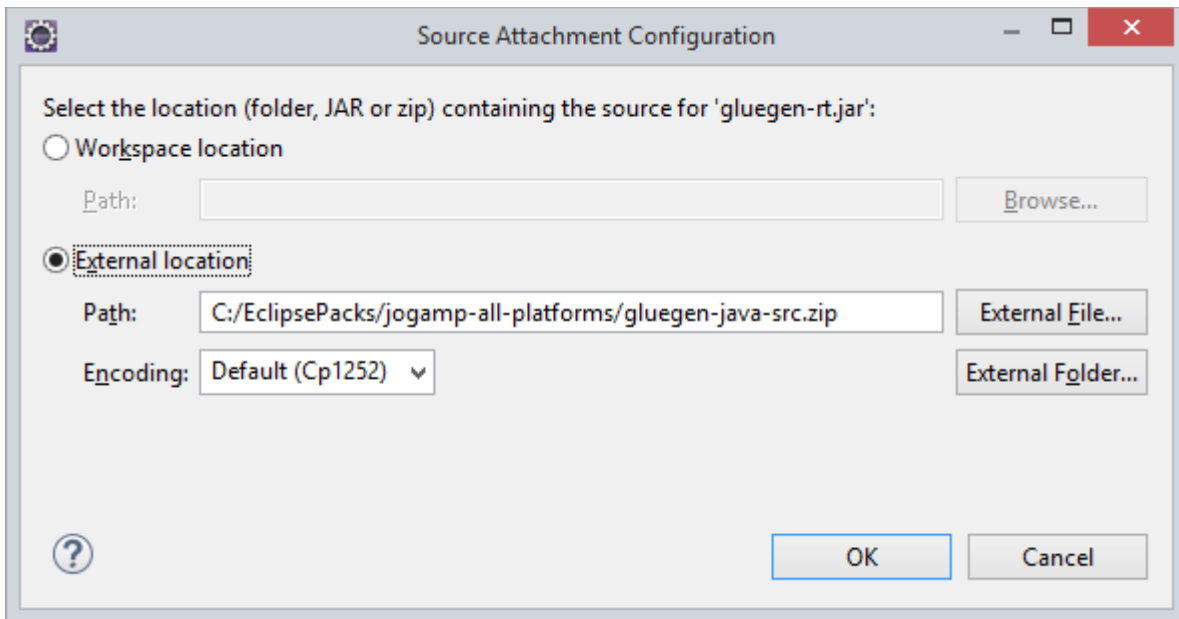 Source Attachment Configuration
Select the location (folder, JAR or zip) containing the source for 'gluegen-rt.jar':
Workspace location
Path:
Browse...
External location
Path: C:/EclipsePacks/jogamp-all-platforms/gluegen-java-src.zip External File...
Encoding: Default (Cp1252) External Folder...
?
OK Cancel